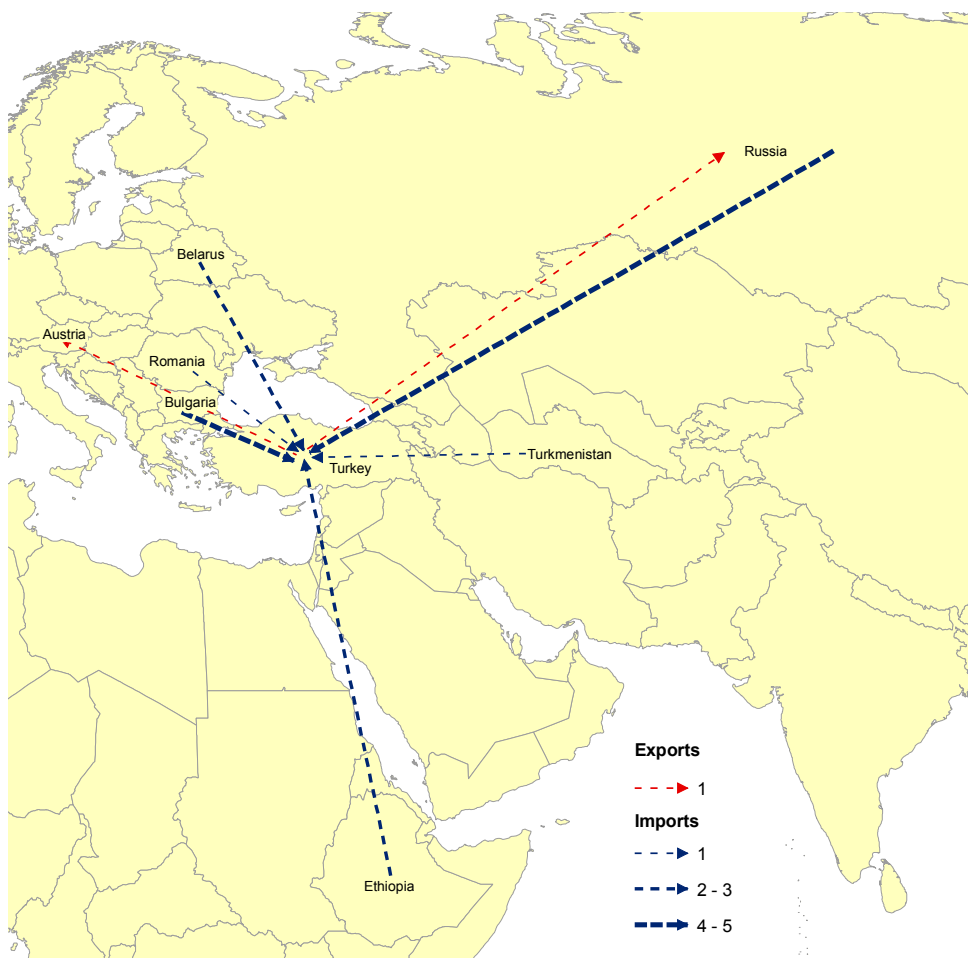 Russia
Belarus
Austria
Romania
Bulgaria
Turkmenistan
Turkey
Exports
1
Imports
1
2 - 3
4 - 5
Ethiopia